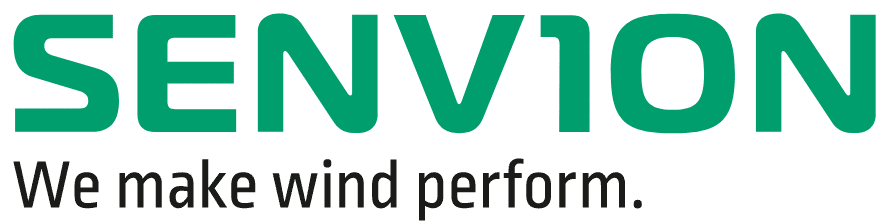 SENVION
We make wind perform.